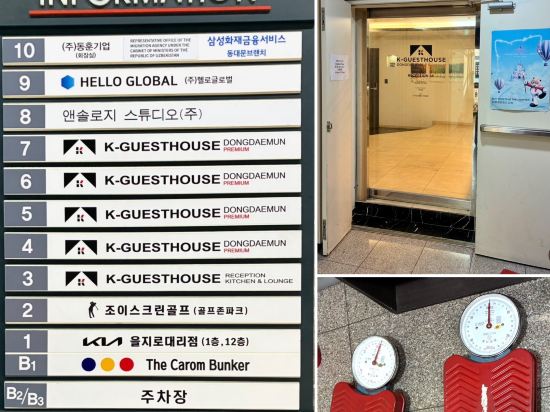 INFORMATION
10 (주)동훈기업 (회장실) REPRESENTATIVE OFFICE OF THE MIGRATION AGENCY UNDER THE CABINET OF MINISTERS OF THE REPUBLIC OF UZBEKISTAN 삼성화재금융서비스 동대문브랜치
9 HELLO GLOBAL (주)헬로글로벌
8 앤솔로지 스튜디오(주)
7 K-GUESTHOUSE DONGDAEMUN PREMIUM
6 K-GUESTHOUSE DONGDAEMUN PREMIUM
5 K-GUESTHOUSE DONGDAEMUN PREMIUM
4 K-GUESTHOUSE DONGDAEMUN PREMIUM
3 K-GUESTHOUSE RECEPTION KITCHEN & LOUNGE
2 조이스크린골프 (골프존파크)
1 KIA 을지로대리점 (1층,12층)
B1 The Carom Bunker
B2/B3 주차장
K-GUESTHOUSE